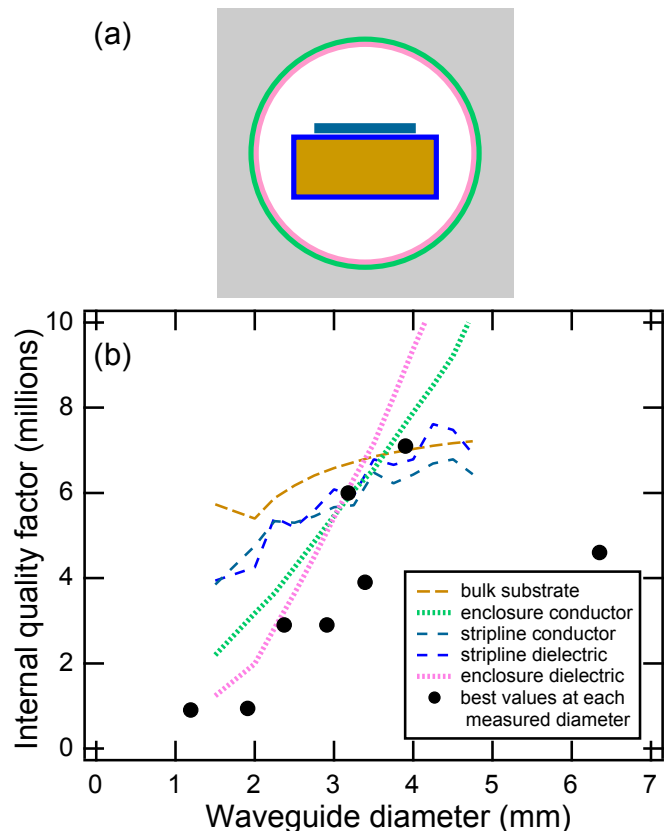 (a)
(b)
Internal quality factor (millions)
10
8
6
4
2
0
bulk substrate
enclosure conductor
stripline conductor
stripline dielectric
enclosure dielectric
best values at each
measured diameter
0 1 2 3 4 5 6 7
Waveguide diameter (mm)